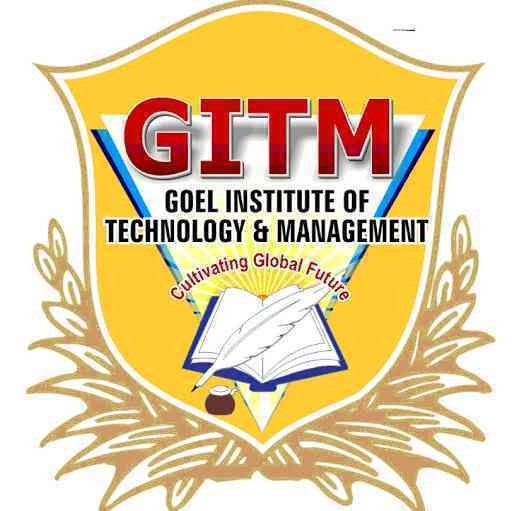 GITM
GOEL INSTITUTE OF
TECHNOLOGY & MANAGEMENT
Cultivating Global Future